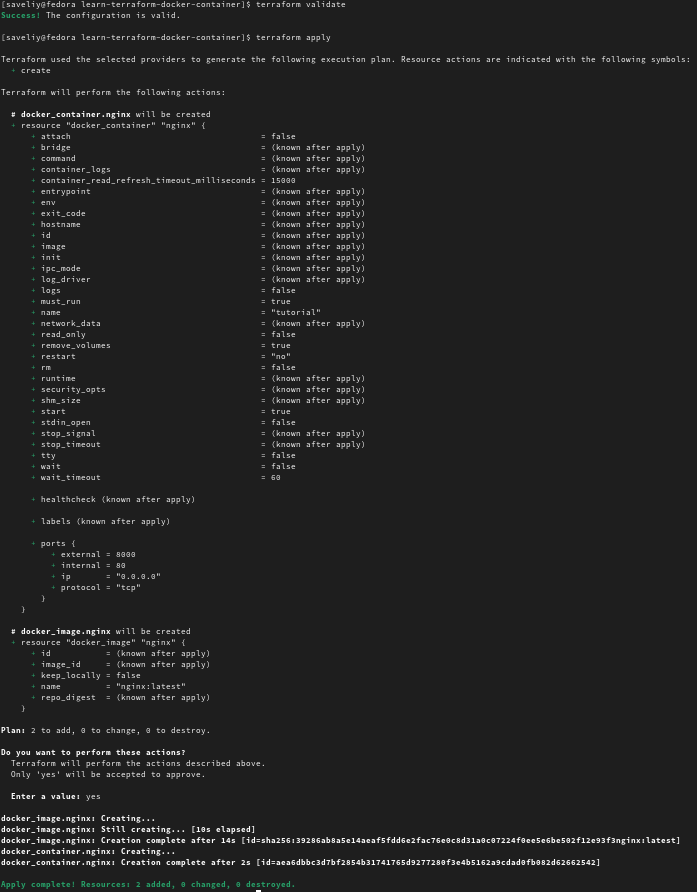 [saveliy@fedora learn-terraform-docker-container]$ terraform validate
Success! The configuration is valid.

[saveliy@fedora learn-terraform-docker-container]$ terraform apply

Terraform used the selected providers to generate the following execution plan. Resource actions are indicated with the following symbols:
  + create

Terraform will perform the following actions:

  # docker_container.nginx will be created
  + resource "docker_container" "nginx" {
      + attach                                      = false
      + bridge                                      = (known after apply)
      + command                                     = (known after apply)
      + container_logs                              = (known after apply)
      + container_read_refresh_timeout_milliseconds = 15000
      + entrypoint                                  = (known after apply)
      + env                                         = (known after apply)
      + exit_code                                   = (known after apply)
      + hostname                                    = (known after apply)
      + id                                          = (known after apply)
      + image                                       = (known after apply)
      + init                                        = (known after apply)
      + ipc_mode                                    = (known after apply)
      + log_driver                                  = (known after apply)
      + logs                                        = false
      + must_run                                    = true
      + name                                        = "tutorial"
      + network_data                                = (known after apply)
      + read_only                                   = false
      + remove_volumes                              = true
      + restart                                     = "no"
      + rm                                          = false
      + runtime                                     = (known after apply)
      + security_opts                               = (known after apply)
      + shm_size                                    = (known after apply)
      + start                                       = true
      + stdin_open                                  = false
      + stop_signal                                 = (known after apply)
      + stop_timeout                                = (known after apply)
      + tty                                         = false
      + wait                                        = false
      + wait_timeout                                = 60

      + healthcheck (known after apply)

      + labels (known after apply)

      + ports {
          + external = 8000
          + internal = 80
          + ip       = "0.0.0.0"
          + protocol = "tcp"
        }
    }

  # docker_image.nginx will be created
  + resource "docker_image" "nginx" {
      + id           = (known after apply)
      + image_id     = (known after apply)
      + keep_locally = false
      + name         = "nginx:latest"
      + repo_digest  = (known after apply)
    }

Plan: 2 to add, 0 to change, 0 to destroy.

Do you want to perform these actions?
  Terraform will perform the actions described above.
  Only 'yes' will be accepted to approve.

  Enter a value: yes

docker_image.nginx: Creating...
docker_image.nginx: Still creating... [10s elapsed]
docker_image.nginx: Creation complete after 14s [id=sha256:39286ab8a5e14aeaf5fdd6e2fac76e0c8d31a0c07224f0ee5e6be502f12e93f3nginx:latest]
docker_container.nginx: Creating...
docker_container.nginx: Creation complete after 2s [id=aea6dbbc3d7bf2854b31741765d9277280f3e4b5162a9cdad0fb082d62662542]

Apply complete! Resources: 2 added, 0 changed, 0 destroyed.